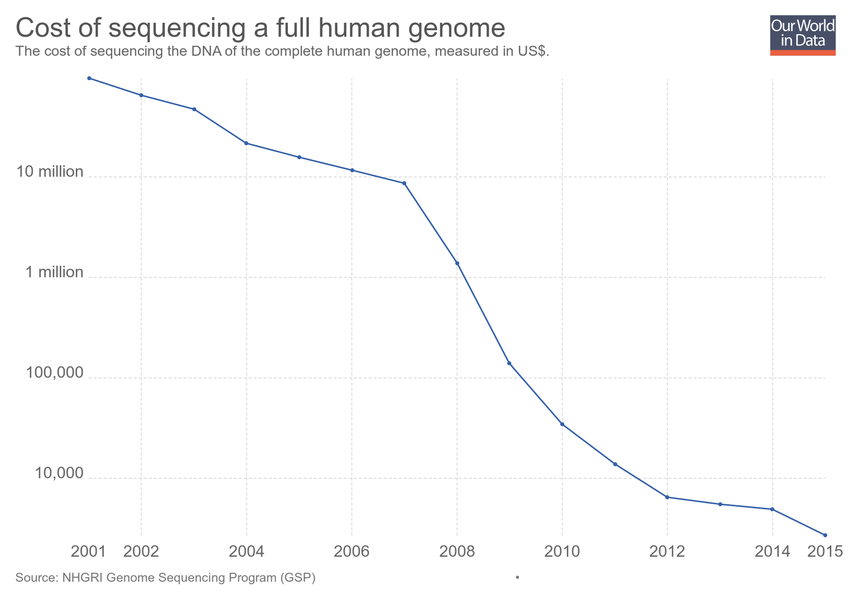 Cost of sequencing a full human genome
The cost of sequencing the DNA of the complete human genome, measured in US$.
Our World
in Data
10 million
1 million
100,000
10,000
2001 2002 2004 2006 2008 2010 2012 2014 2015
Source: NHGRI Genome Sequencing Program (GSP)